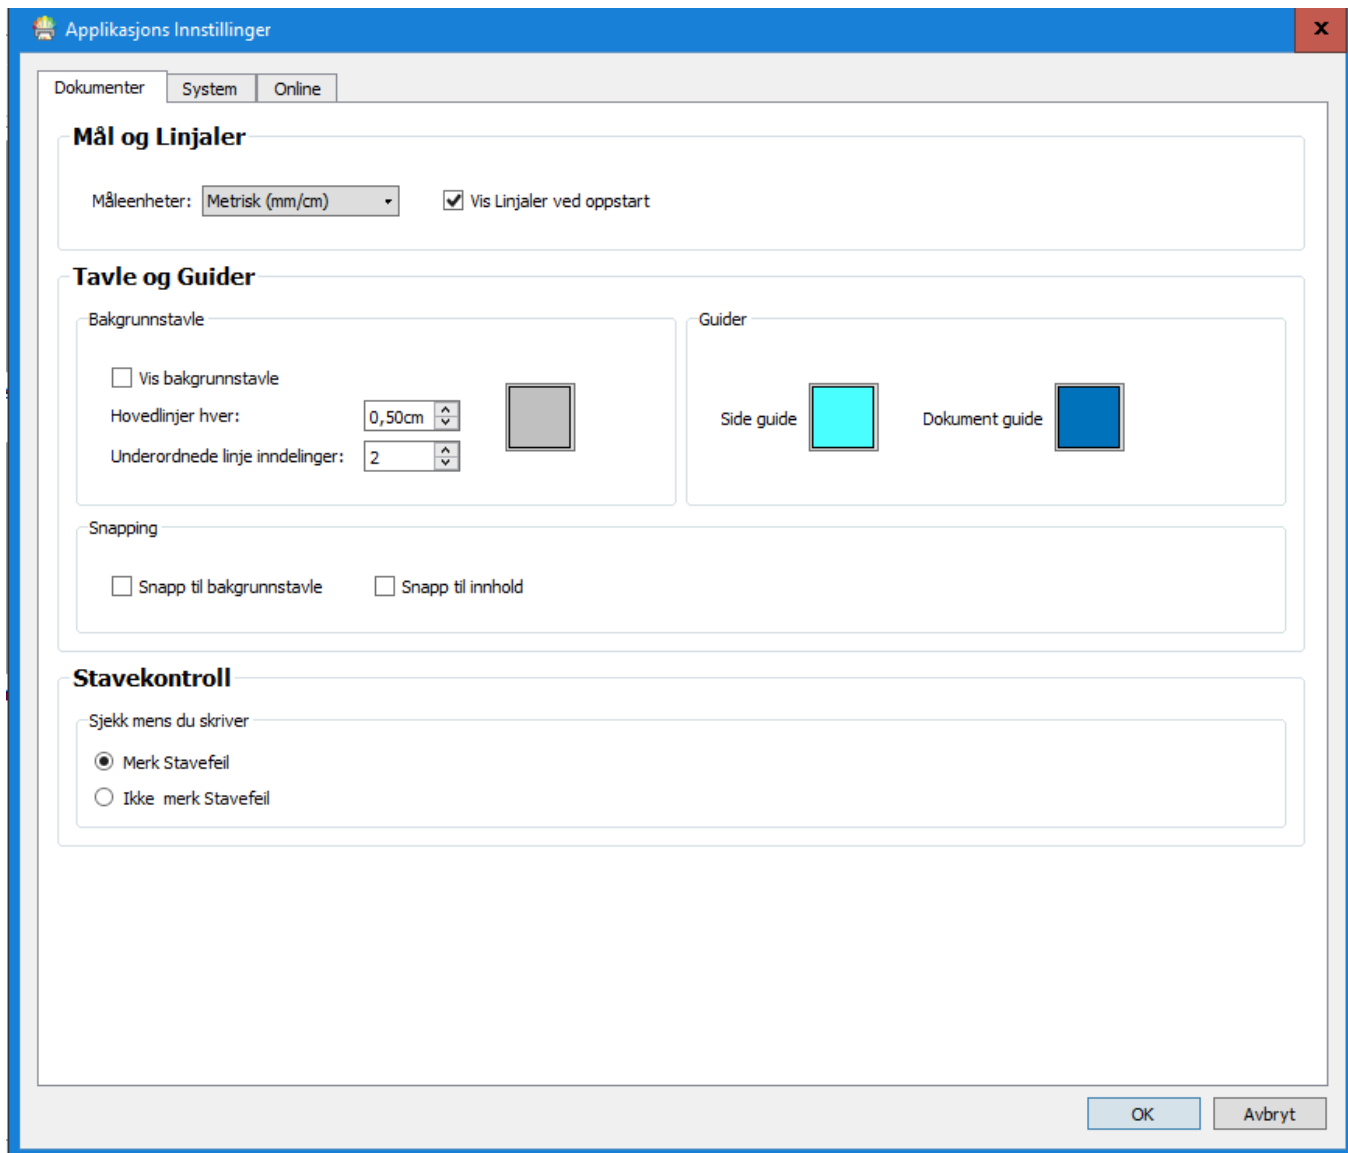 Applikasjons Innstillinger
x
Dokumenter System Online
Mål og Linjaler
Måleenheter: Metrisk (mm/cm) Vis Linjaler ved oppstart
Tavle og Guider
Bakgrunnstavle
Vis bakgrunnstavle
Hovedlinjer hver: 0,50cm
Underordnede linje inndelinger: 2
Guider
Side guide Dokument guide
Snapping
Snapp til bakgrunnstavle Snapp til innhold
Stavekontroll
Sjekk mens du skriver
Merk Stavefeil
Ikke  merk Stavefeil
OK Avbryt